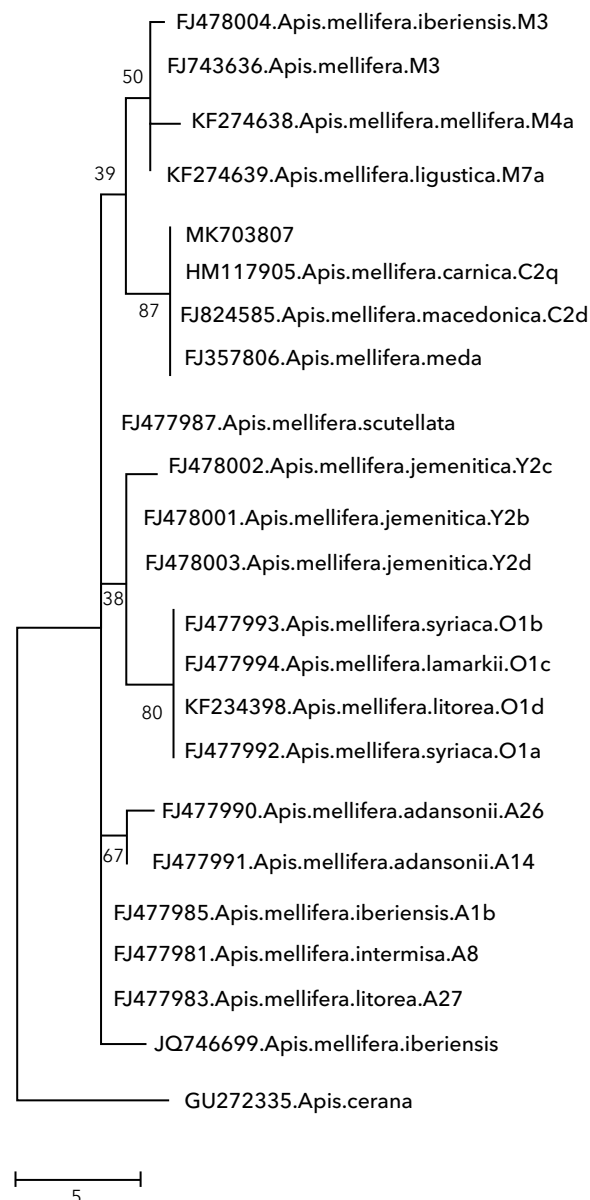 FJ478004.Apis.mellifera.iberiensis.M3
FJ743636.Apis.mellifera.M3
50
KF274638.Apis.mellifera.mellifera.M4a
39
KF274639.Apis.mellifera.ligustica.M7a
MK703807
HM117905.Apis.mellifera.carnica.C2q
87
FJ824585.Apis.mellifera.macedonica.C2d
FJ357806.Apis.mellifera.meda
FJ477987.Apis.mellifera.scutellata
FJ478002.Apis.mellifera.jemenitica.Y2c
FJ478001.Apis.mellifera.jemenitica.Y2b
FJ478003.Apis.mellifera.jemenitica.Y2d
38
FJ477993.Apis.mellifera.syriaca.O1b
FJ477994.Apis.mellifera.lamarkii.O1c
80
KF234398.Apis.mellifera.litorea.O1d
FJ477992.Apis.mellifera.syriaca.O1a
FJ477990.Apis.mellifera.adansonii.A26
67
FJ477991.Apis.mellifera.adansonii.A14
FJ477985.Apis.mellifera.iberiensis.A1b
FJ477981.Apis.mellifera.intermisa.A8
FJ477983.Apis.mellifera.litorea.A27
JQ746699.Apis.mellifera.iberiensis
GU272335.Apis.cerana
5